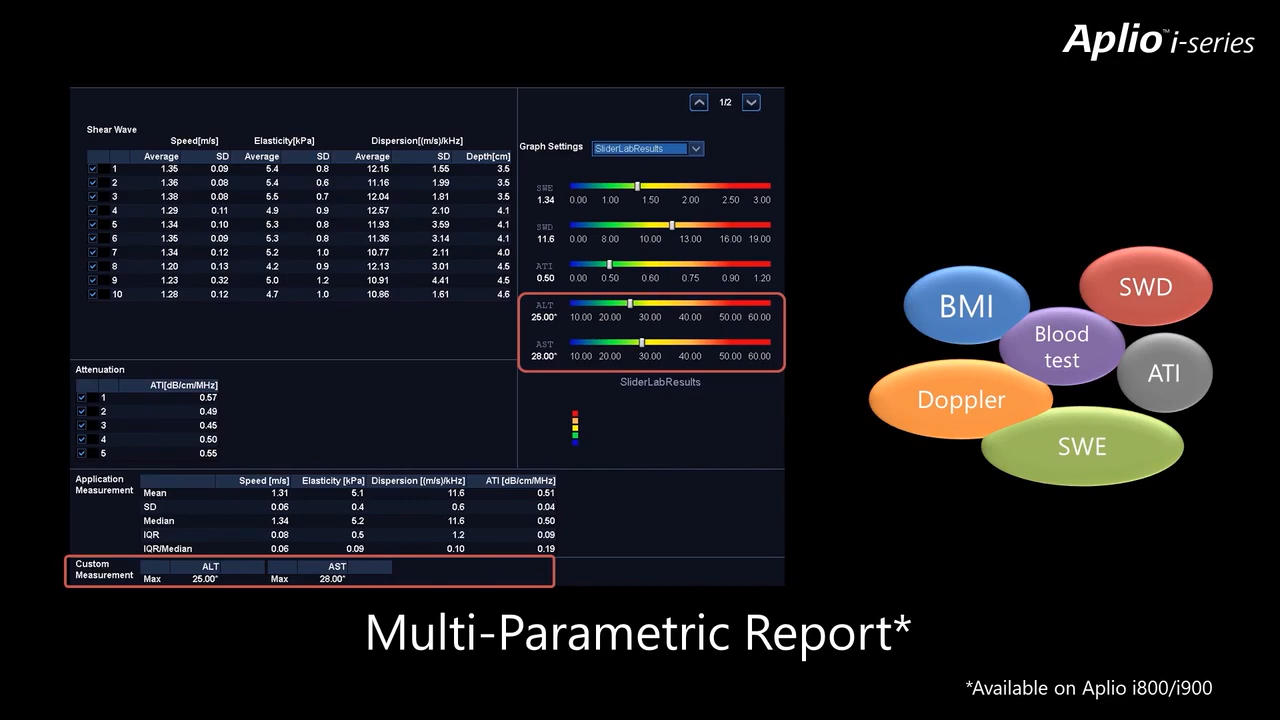 Aplio™ i-series
1/2
Shear Wave
Speed[m/s] Elasticity[kPa] Dispersion[(m/s)/kHz]
Average SD Average SD Average SD Depth[cm]
1 1.35 0.09 5.4 0.8 12.15 1.55 3.5
2 1.36 0.08 5.4 0.6 11.16 1.99 3.5
3 1.38 0.08 5.5 0.7 12.04 1.81 3.5
4 1.29 0.11 4.9 0.9 12.57 2.10 4.1
5 1.34 0.10 5.3 0.8 11.93 3.59 4.1
6 1.35 0.09 5.3 0.8 11.36 3.14 4.1
7 1.34 0.12 5.2 1.0 10.77 2.11 4.0
8 1.20 0.13 4.2 0.9 12.13 3.01 4.5
9 1.23 0.32 5.0 1.2 10.91 4.41 4.5
10 1.28 0.12 4.7 1.0 10.86 1.61 4.6
Graph Settings SliderLabResults
SWE
1.34 0.00 1.00 1.50 2.00 2.50 3.00
SWD
11.6 0.00 8.00 10.00 13.00 16.00 19.00
ATI
0.50 0.00 0.50 0.60 0.75 0.90 1.20
ALT
25.00* 10.00 20.00 30.00 40.00 50.00 60.00
AST
28.00* 10.00 20.00 30.00 40.00 50.00 60.00
SliderLabResults
Attenuation
ATI[dB/cm/MHz]
1 0.57
2 0.49
3 0.45
4 0.50
5 0.55
Application
Measurement
Speed [m/s] Elasticity [kPa] Dispersion [(m/s)/kHz] ATI [dB/cm/MHz]
Mean 1.31 5.1 11.6 0.51
SD 0.06 0.4 0.6 0.04
Median 1.34 5.2 11.6 0.50
IQR 0.08 0.5 1.2 0.09
IQR/Median 0.06 0.09 0.10 0.19
Custom
Measurement
ALT AST
Max 25.00* Max 28.00*
BMI
SWD
Blood
test
ATI
Doppler
SWE
Multi-Parametric Report*
*Available on Aplio i800/i900